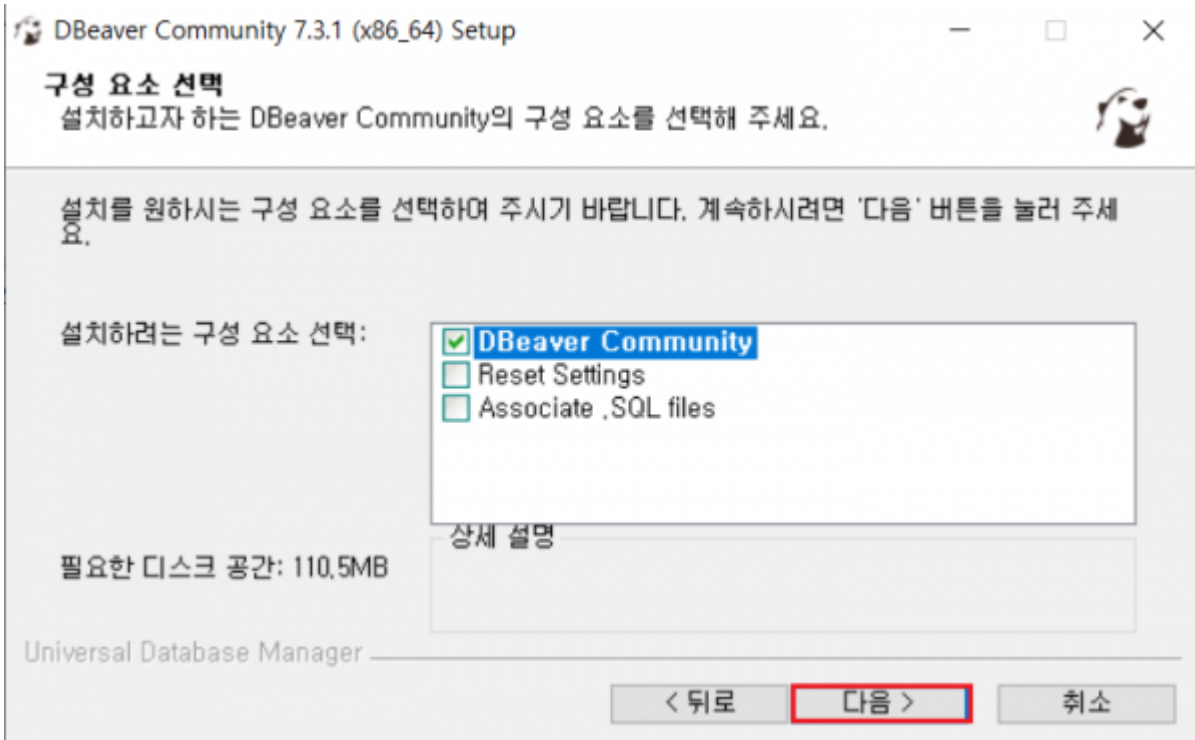 DBeaver Community 7.3.1 (x86_64) Setup
구성 요소 선택
설치하고자 하는 DBeaver Community의 구성 요소를 선택해 주세요.
설치를 원하시는 구성 요소를 선택하여 주시기 바랍니다. 계속하시려면 '다음' 버튼을 눌러 주세
요.
설치하려는 구성 요소 선택:
DBeaver Community
Reset Settings
Associate .SQL files
상세 설명
필요한 디스크 공간: 110.5MB
Universal Database Manager
< 뒤로
다음 >
취소